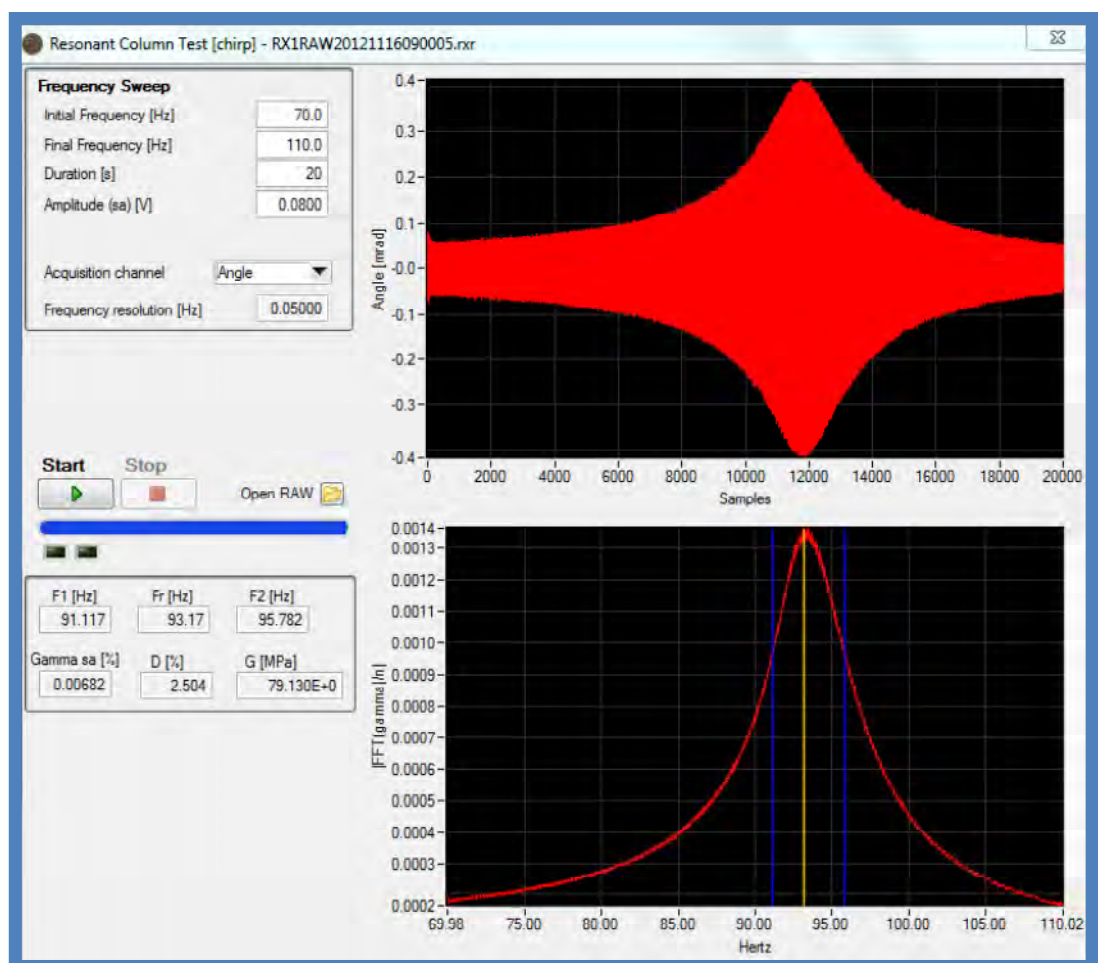 Resonant Column Test [chirp] - RX1RAW20121116090005.rxr
Frequency Sweep
Initial Frequency [Hz] 70.0
Final Frequency [Hz] 110.0
Duration [s] 20
Amplitude (sa) [V] 0.0800
Acquisition channel Angle
Frequency resolution [Hz] 0.05000
Start Stop
Open RAW
F1 [Hz] Fr [Hz] F2 [Hz]
91.117 93.17 95.782
Gamma sa [%] D [%] G [MPa]
0.00682 2.504 79.130E+0
Angle [mrad]
0.4
0.3
0.2
0.1
-0.0
-0.1
-0.2
-0.3
-0.4
0 2000 4000 6000 8000 10000 12000 14000 16000 18000 20000
Samples
|FFT(gamma)/n|
0.0014
0.0013
0.0012
0.0011
0.0010
0.0009
0.0008
0.0007
0.0006
0.0005
0.0004
0.0003
0.0002
69.98 75.00 80.00 85.00 90.00 95.00 100.00 105.00 110.02
Hertz